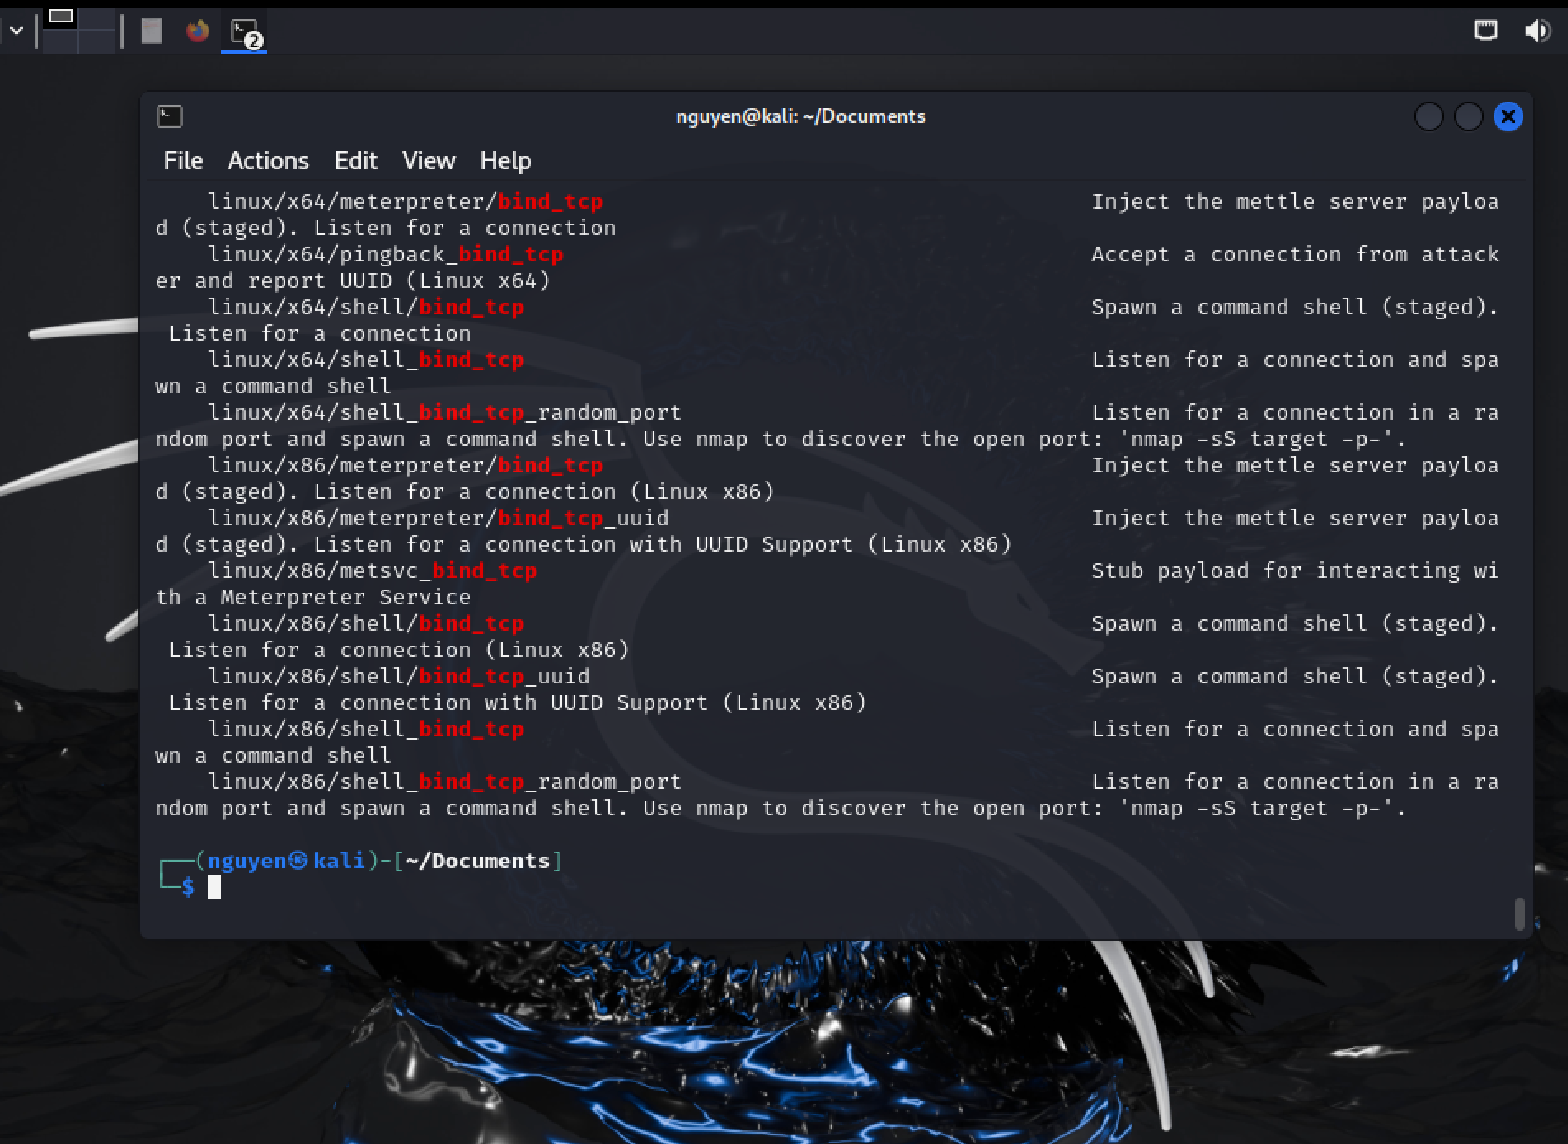 2
nguyen@kali: ~/Documents
File Actions Edit View Help
linux/x64/meterpreter/bind_tcp Inject the mettle server payloa
d (staged). Listen for a connection
linux/x64/pingback_bind_tcp Accept a connection from attack
er and report UUID (Linux x64)
linux/x64/shell/bind_tcp Spawn a command shell (staged).
Listen for a connection
linux/x64/shell_bind_tcp Listen for a connection and spa
wn a command shell
linux/x64/shell_bind_tcp_random_port Listen for a connection in a ra
ndom port and spawn a command shell. Use nmap to discover the open port: 'nmap -sS target -p-'.
linux/x86/meterpreter/bind_tcp Inject the mettle server payloa
d (staged). Listen for a connection (Linux x86)
linux/x86/meterpreter/bind_tcp_uuid Inject the mettle server payloa
d (staged). Listen for a connection with UUID Support (Linux x86)
linux/x86/metsvc_bind_tcp Stub payload for interacting wi
th a Meterpreter Service
linux/x86/shell/bind_tcp Spawn a command shell (staged).
Listen for a connection (Linux x86)
linux/x86/shell/bind_tcp_uuid Spawn a command shell (staged).
Listen for a connection with UUID Support (Linux x86)
linux/x86/shell_bind_tcp Listen for a connection and spa
wn a command shell
linux/x86/shell_bind_tcp_random_port Listen for a connection in a ra
ndom port and spawn a command shell. Use nmap to discover the open port: 'nmap -sS target -p-'.
┌──(nguyen㉿kali)-[~/Documents]
└─$